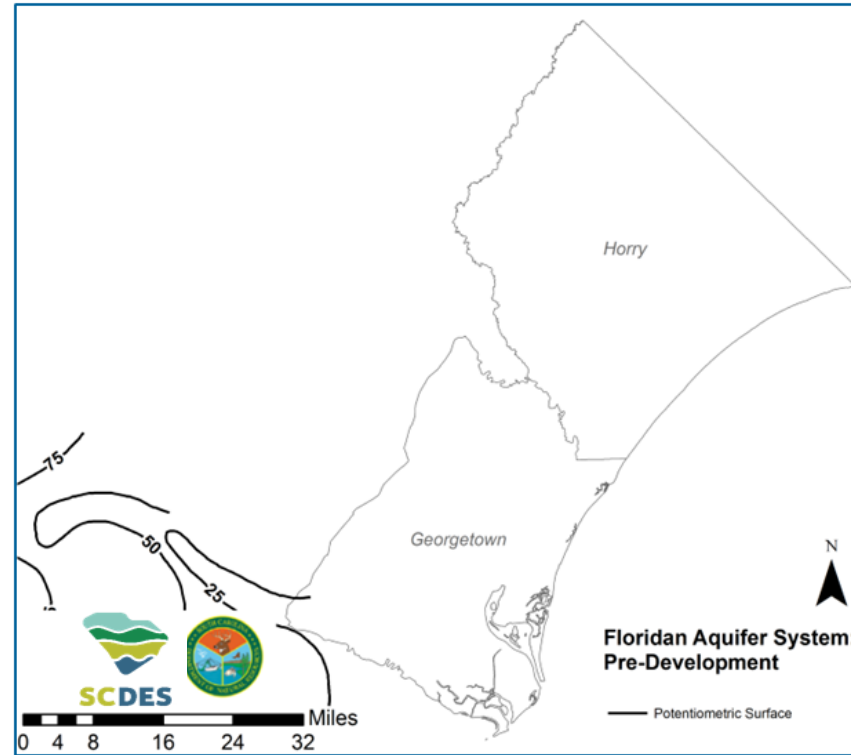 Horry
75
Georgetown
50
25
N
Floridan Aquifer System:
Pre-Development
SCDES
Miles
0 4 8 16 24 32
Potentiometric Surface